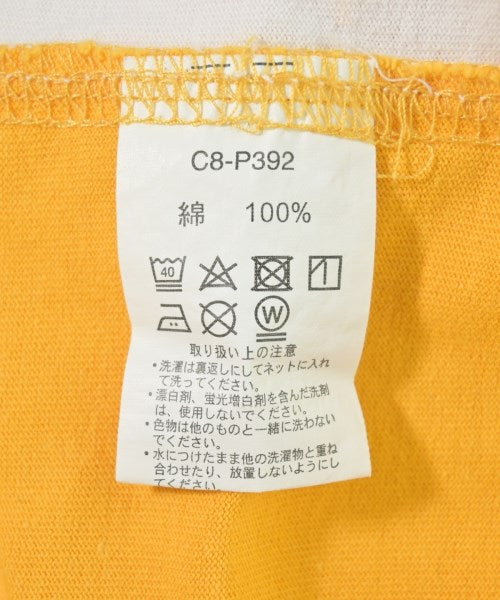 C8-P392
綿 100%
40
W
取り扱い上の注意
・洗濯は裏返しにしてネットに入れ
て洗ってください。
・漂白剤、蛍光増白剤を含んだ洗剤
は、使用しないでください。
・色物は他のものと一緒に洗わない
でください。
・水につけたまま他の洗濯物と重ね
合わせたり、放置しないようにし
てください。